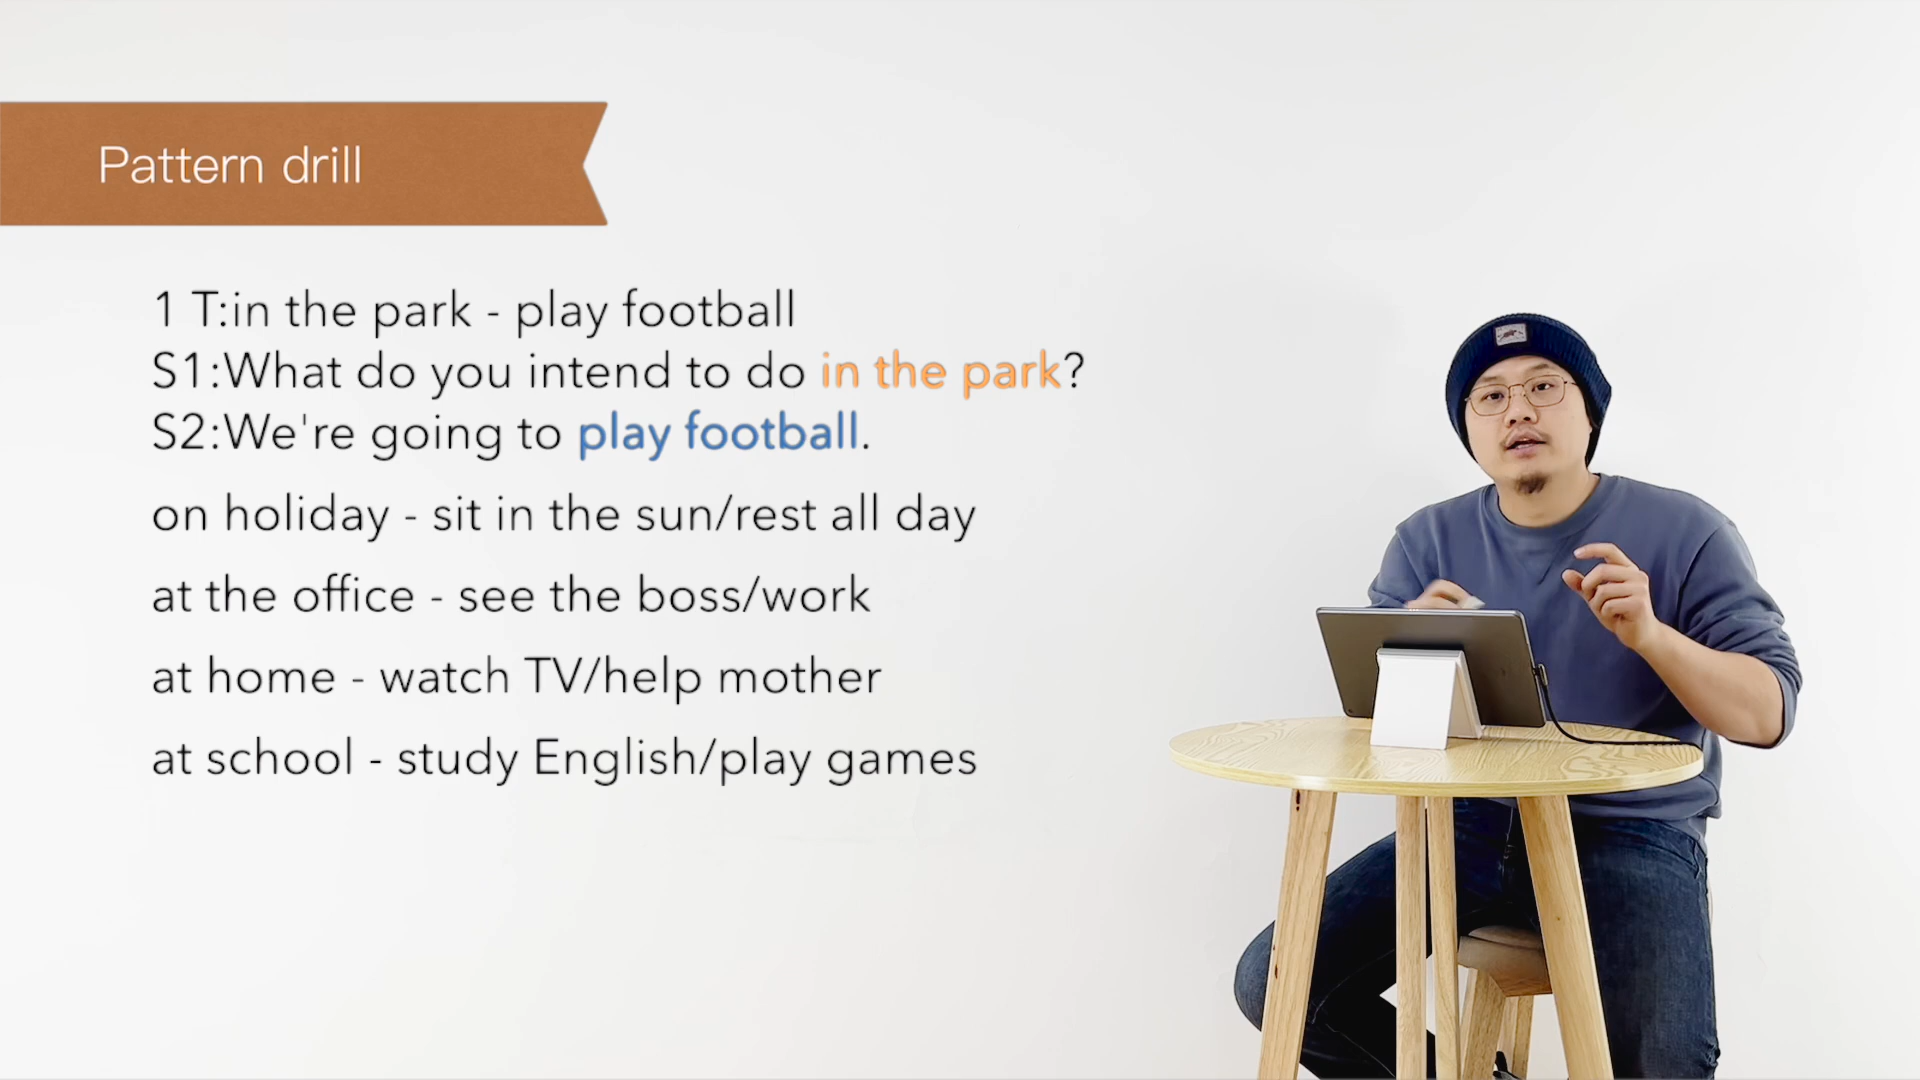 Pattern drill
1 T:in the park - play football
S1:What do you intend to do in the park?
S2:We're going to play football.
on holiday - sit in the sun/rest all day
at the office - see the boss/work
at home - watch TV/help mother
at school - study English/play games